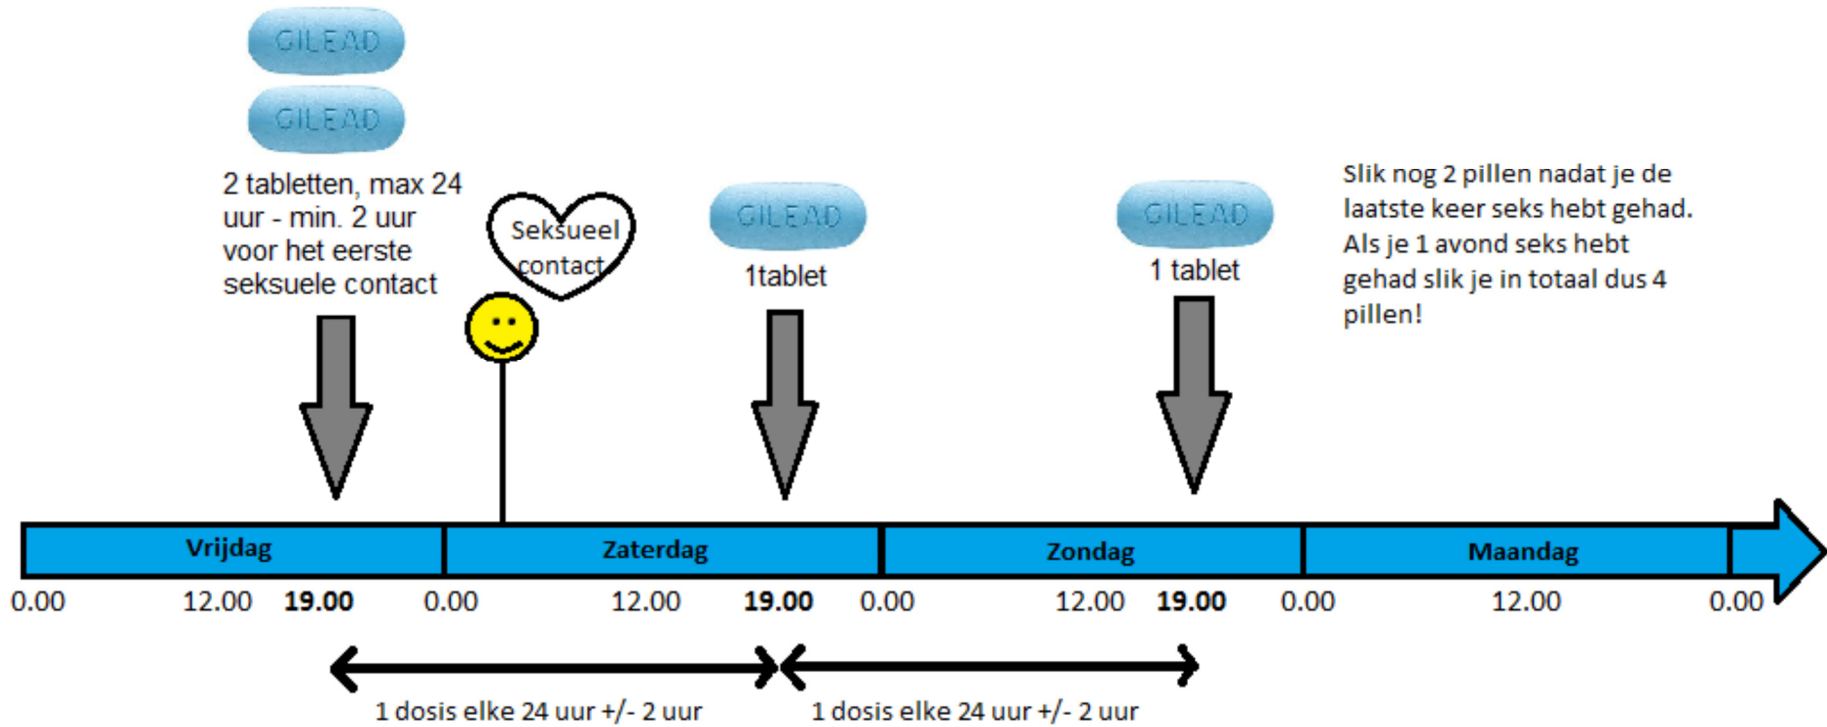 GILEAD
GILEAD
2 tabletten, max 24
uur - min. 2 uur
voor het eerste
seksuele contact
Seksueel
contact
GILEAD
1tablet
GILEAD
1 tablet
Slik nog 2 pillen nadat je de
laatste keer seks hebt gehad.
Als je 1 avond seks hebt
gehad slik je in totaal dus 4
pillen!
Vrijdag Zaterdag Zondag Maandag
0.00 12.00 19.00 0.00 12.00 19.00 0.00 12.00 19.00 0.00 12.00 0.00
1 dosis elke 24 uur +/- 2 uur 1 dosis elke 24 uur +/- 2 uur